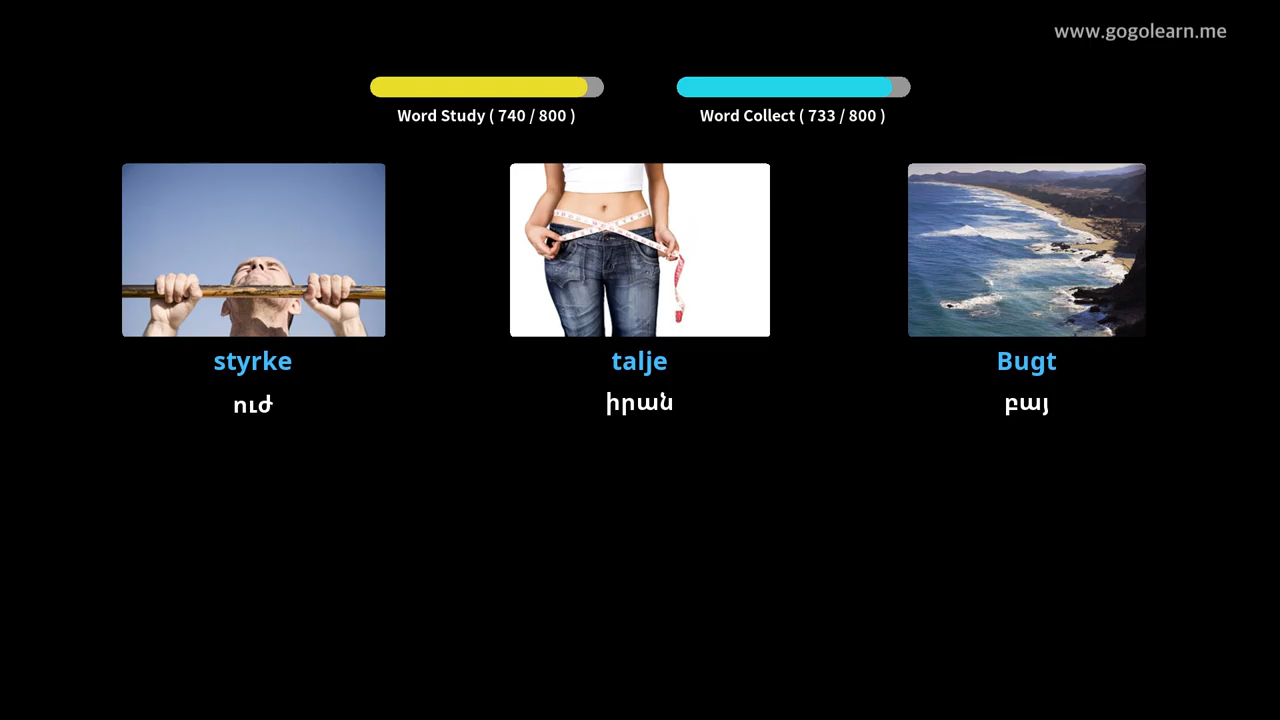 www.gogolearn.me
Word Study ( 740 / 800 )
Word Collect ( 733 / 800 )
styrke
talje
Bugt
ուժ
իրան
բայ